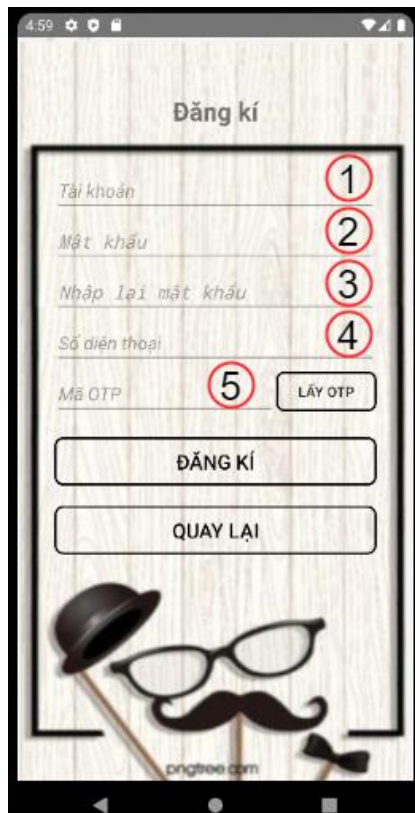 4:59
Đăng kí
Tài khoản 1
Mật khẩu 2
Nhập lại mật khẩu 3
Số điện thoại 4
Mã OTP 5 LẤY OTP
ĐĂNG KÍ
QUAY LẠI
pngtree.com